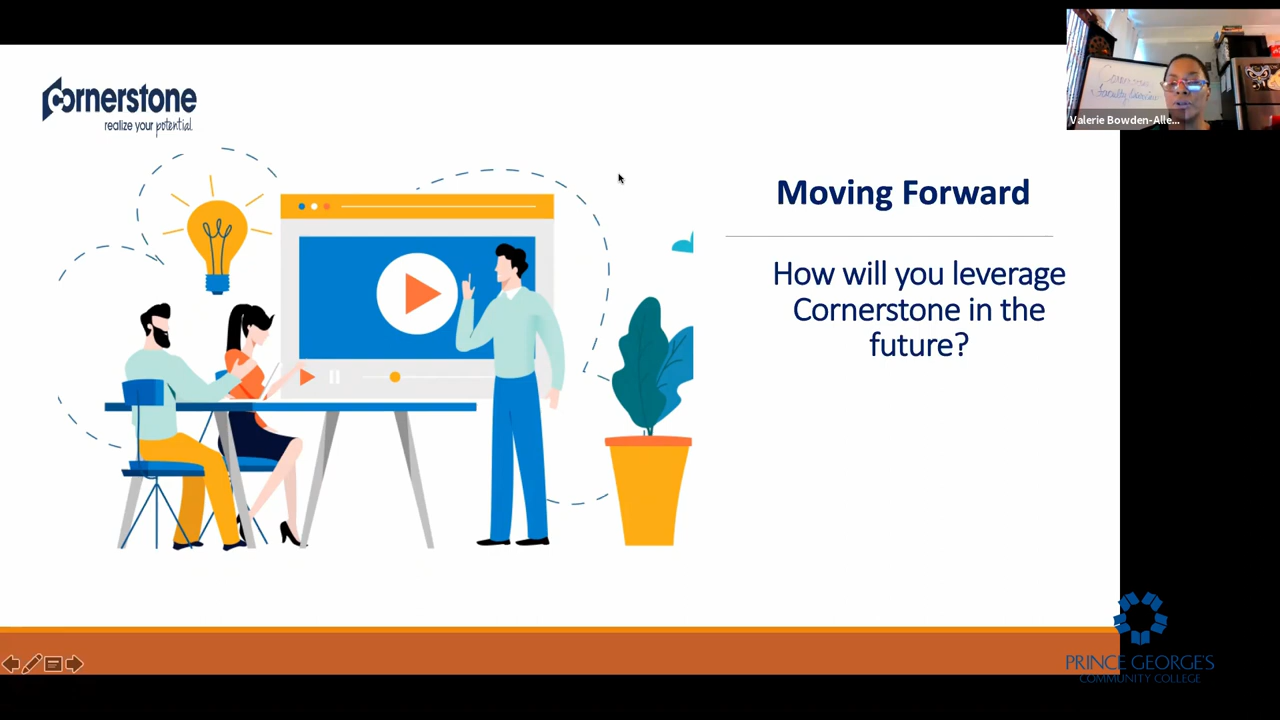 Cornerstone
realize your potential.
Valerie Bowden-Alle...
Moving Forward
How will you leverage
Cornerstone in the
future?
PRINCE GEORGE'S
COMMUNITY COLLEGE